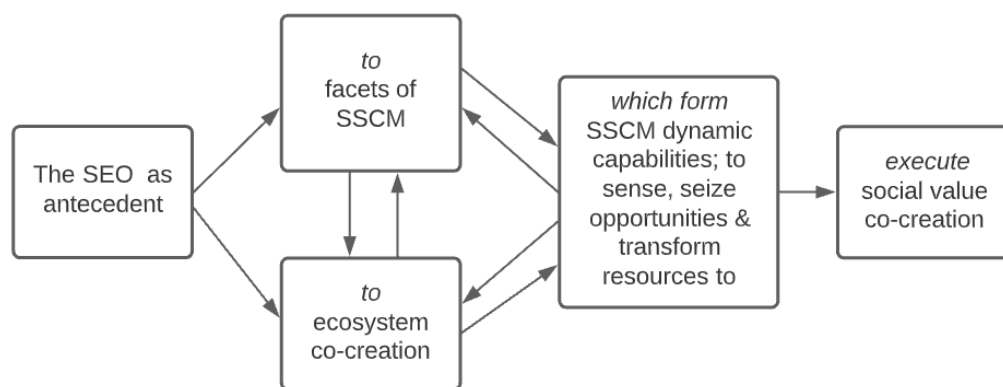 The SEO as
antecedent
to
facets of
SSCM
to
ecosystem
co-creation
which form
SSCM dynamic
capabilities; to
sense, seize
opportunities &
transform
resources to
execute
social value
co-creation